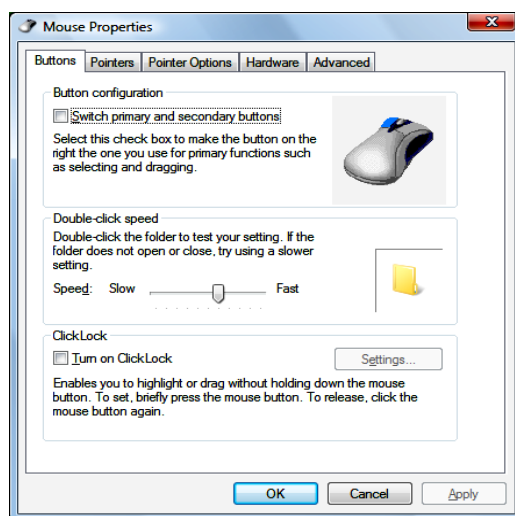 Mouse Properties
Buttons Pointers Pointer Options Hardware Advanced
Button configuration
Switch primary and secondary buttons
Select this check box to make the button on the
right the one you use for primary functions such
as selecting and dragging.
Double-click speed
Double-click the folder to test your setting. If the
folder does not open or close, try using a slower
setting.
Speed: Slow Fast
ClickLock
Turn on ClickLock
Settings...
Enables you to highlight or drag without holding down the mouse
button. To set, briefly press the mouse button. To release, click the
mouse button again.
OK Cancel Apply